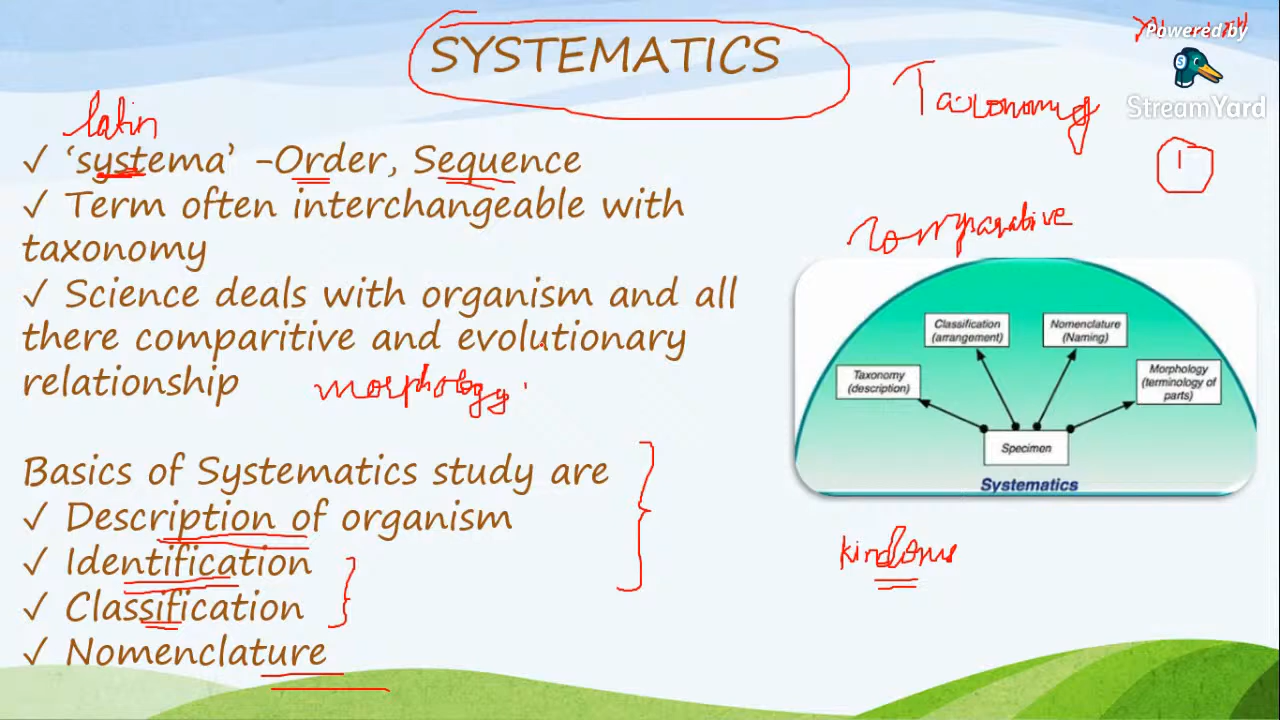 SYSTEMATICS
Powered by
StreamYard
Taxonomy
1
latin
✓ 'systema' -Order, Sequence
✓ Term often interchangeable with
taxonomy
comparative
✓ Science deals with organism and all
there comparitive and evolutionary
relationship
morphology
Classification
(arrangement)
Nomenclature
(Naming)
Taxonomy
(description)
Morphology
(terminology of
parts)
Specimen
Systematics
Basics of Systematics study are
✓ Description of organism
✓ Identification
✓ Classification
✓ Nomenclature